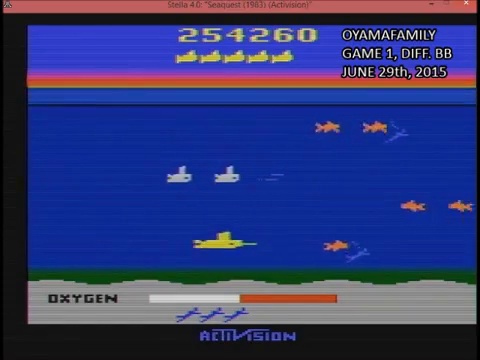 Stella 4.0: "Seaquest (1983) (Activision)"
254260
OYAMAFAMILY
GAME 1, DIFF. BB
JUNE 29th, 2015
OXYGEN
ACTIVISION